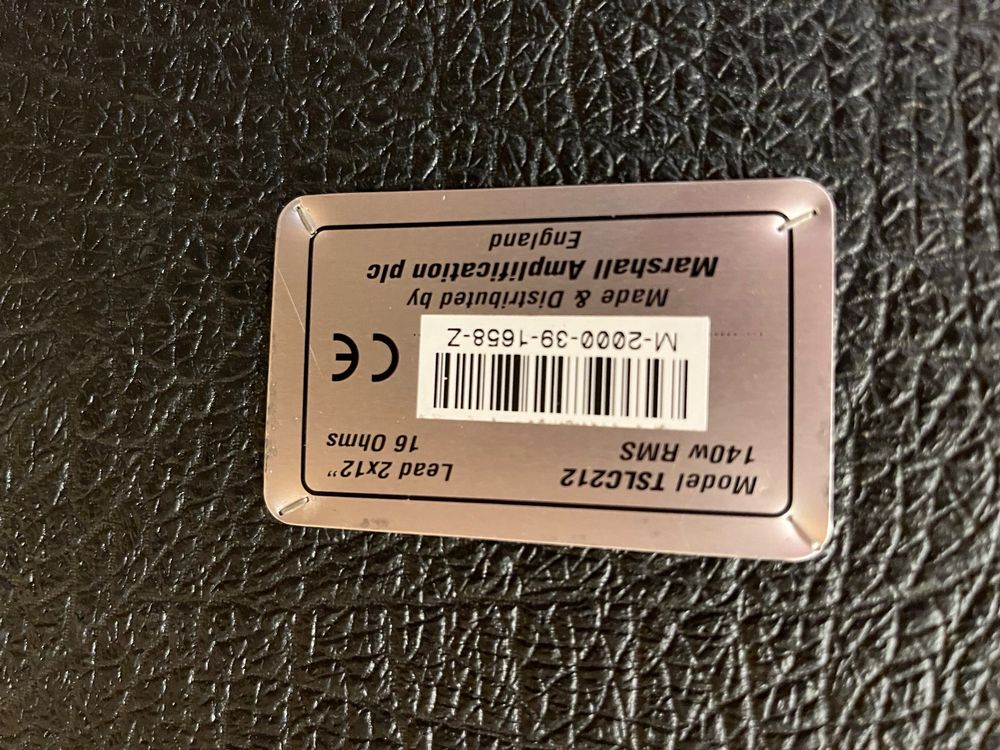 Model TSLC212 Lead 2x12”
140w RMS 16 Ohms
M-2000-39-1658-Z
CE
Made & Distributed by
Marshall Amplification plc
England